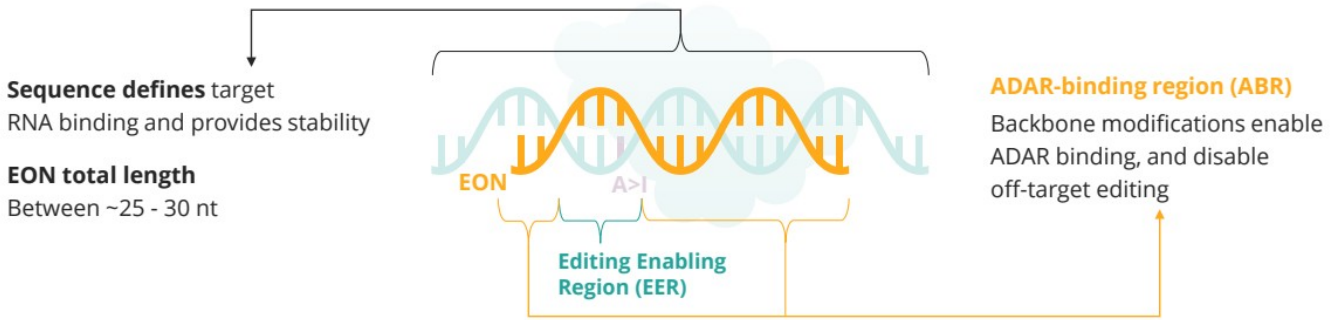 Sequence defines target
RNA binding and provides stability
EON total length
Between ~25 - 30 nt
EON
A>I
Editing Enabling
Region (EER)
ADAR-binding region (ABR)
Backbone modifications enable
ADAR binding, and disable
off-target editing